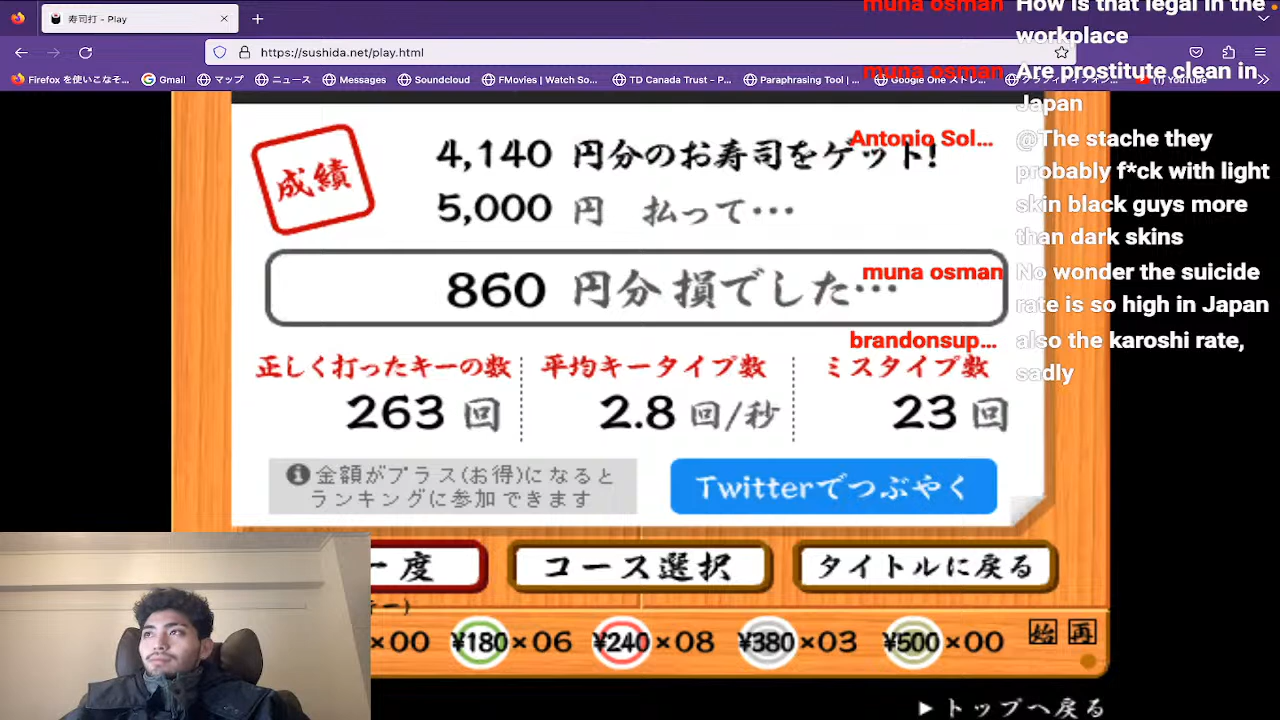 寿司打 - Play
https://sushida.net/play.html
Firefox を使いこなそ…
Gmail
マップ
ニュース
Messages
Soundcloud
FMovies | Watch So…
TD Canada Trust - P…
Paraphrasing Tool | …
Google One ストレ…
(1) YouTube
muna osman How is that legal in the
workplace
muna osman Are prostitute clean in
Japan
Antonio Sol… @The stache they
probably f*ck with light
skin black guys more
than dark skins
muna osman No wonder the suicide
rate is so high in Japan
brandonsup… also the karoshi rate,
sadly
成績
4,140 円分のお寿司をゲット!
5,000 円 払って…
860 円分損でした…
正しく打ったキーの数 平均キータイプ数 ミスタイプ数
263 回 2.8 回/秒 23 回
金額がプラス(お得)になると
ランキングに参加できます
Twitterでつぶやく
一度 コース選択 タイトルに戻る
×00 ¥180×06 ¥240×08 ¥380×03 ¥500×00 始 再
▶トップへ戻る